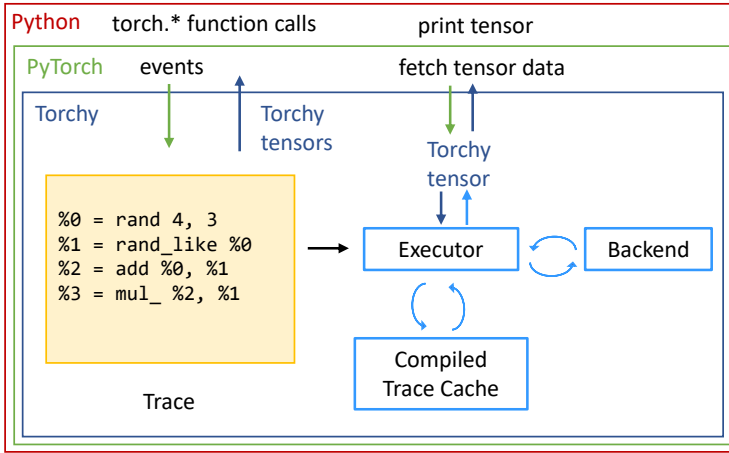 Python torch.* function calls print tensor
PyTorch events fetch tensor data
Torchy
Torchy
tensors
Torchy
tensor
%0 = rand 4, 3
%1 = rand_like %0
%2 = add %0, %1
%3 = mul_ %2, %1
Executor
Backend
Compiled
Trace Cache
Trace